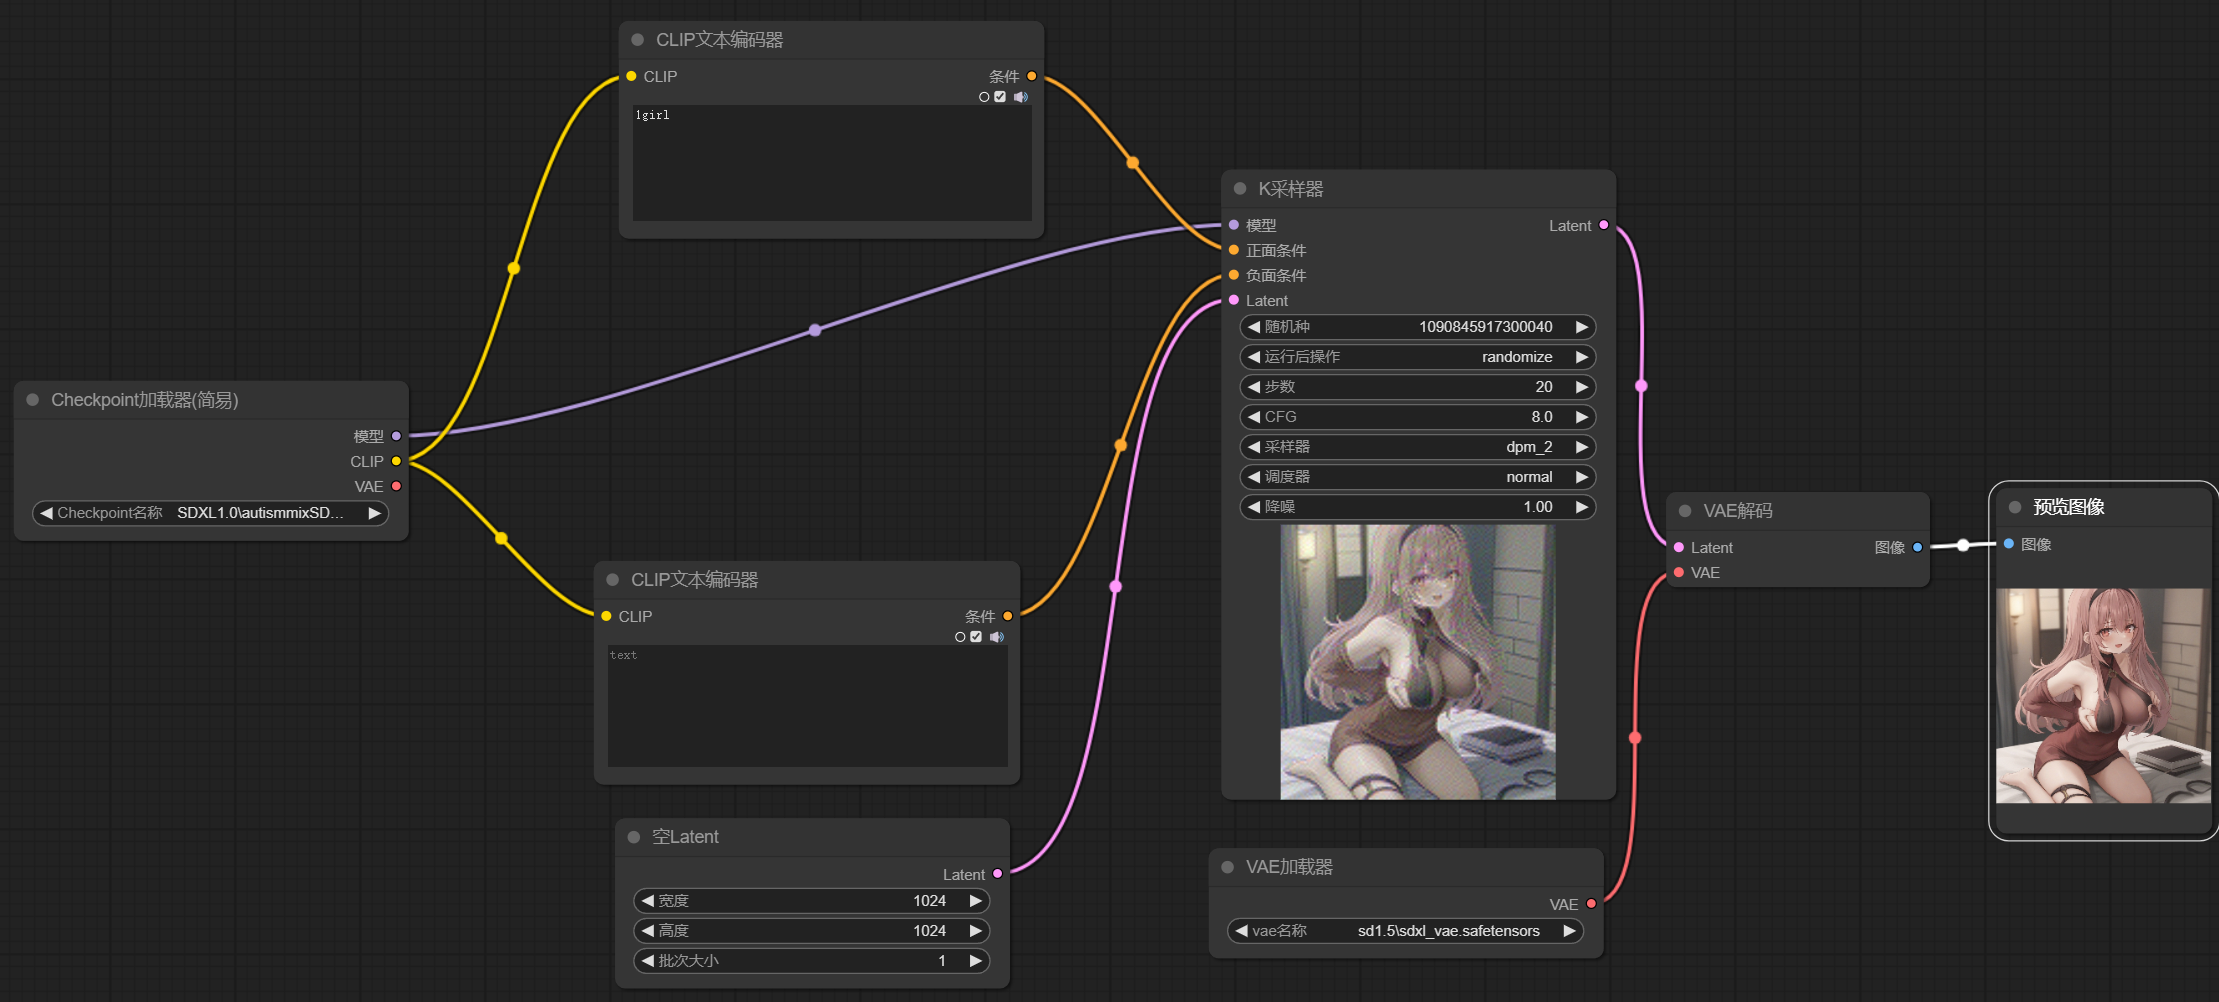 CLIP文本编码器
CLIP 条件
1girl
Checkpoint加载器(简易)
模型
CLIP
VAE
Checkpoint名称 SDXL1.0\autismmixSD...
CLIP文本编码器
CLIP 条件
text
空Latent
Latent
宽度 1024
高度 1024
批次大小 1
K采样器
模型 Latent
正面条件
负面条件
Latent
随机种 1090845917300040
运行后操作 randomize
步数 20
CFG 8.0
采样器 dpm_2
调度器 normal
降噪 1.00
VAE加载器
VAE
vae名称 sd1.5\sdxl_vae.safetensors
VAE解码
Latent 图像
VAE
预览图像
图像